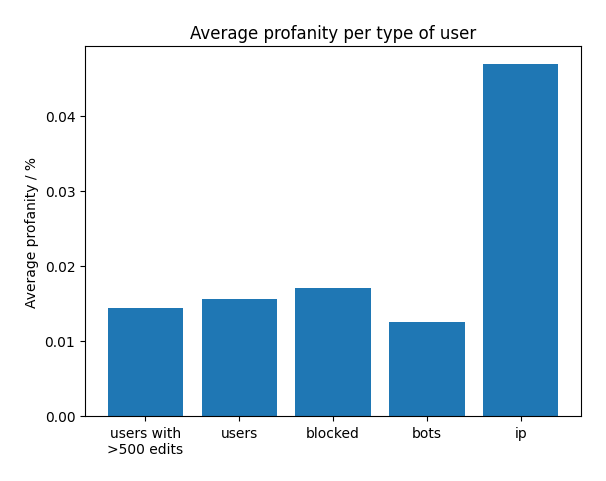 Average profanity per type of user
Average profanity / %
0.04
0.03
0.02
0.01
0.00
users with
>500 edits
users
blocked
bots
ip